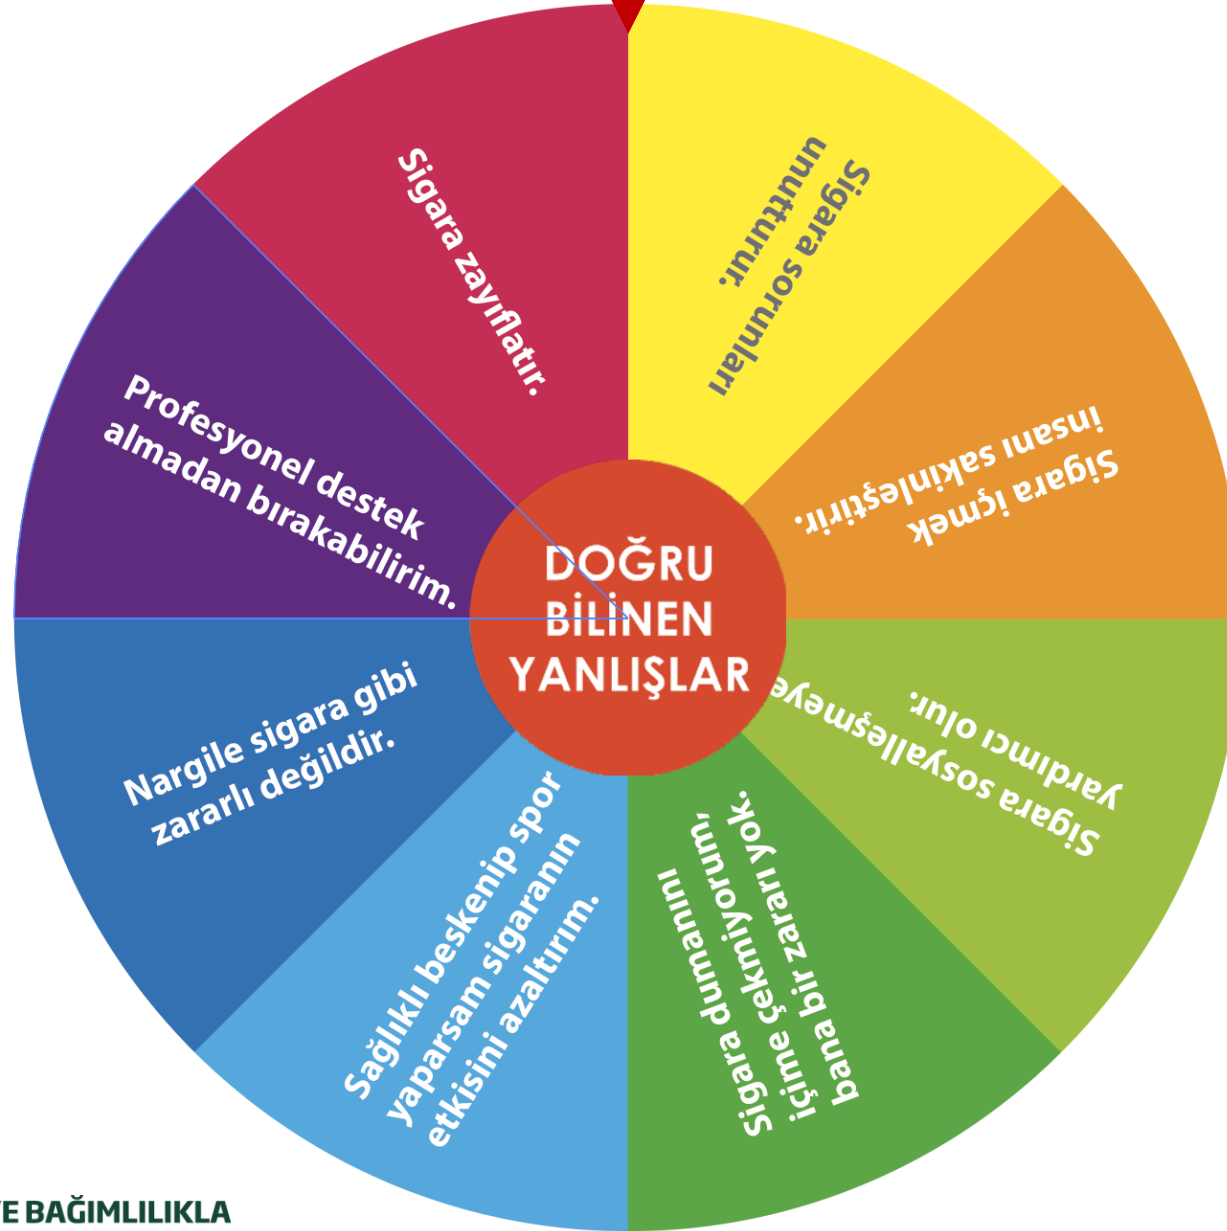 Sigara sorunları
unutturur.
Sigara içmek
insanı sakinleştirir.
Sigara sosyalleşmeye
yardımcı olur.
Sigara dumanını
içime çekmiyorum,
bana bir zararı yok.
Sağlıklı beskenip spor
yaparsam sigaranın
etkisini azaltırım.
Nargile sigara gibi
zararlı değildir.
Profesyonel destek
almadan bırakabilirim.
Sigara zayıflatır.
DOĞRU
BİLİNEN
YANLIŞLAR
E BAĞIMLILIKLA